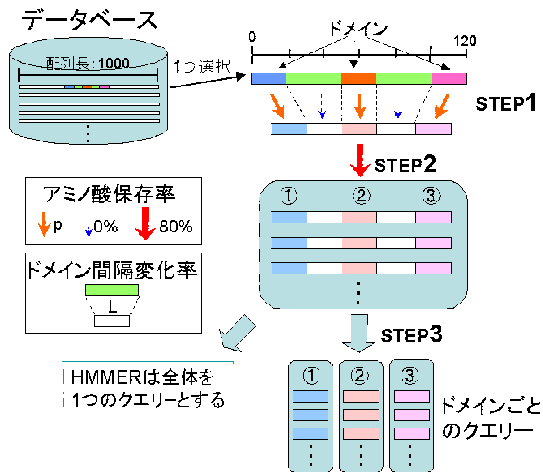 データベース
配列長:1000
1つ選択
ドメイン
0
120
STEP1
STEP2
アミノ酸保存率
p
0%
80%
ドメイン間隔変化率
L
① ② ③
STEP3
HMMERは全体を
1つのクエリーとする
① ② ③
ドメインごと
のクエリー